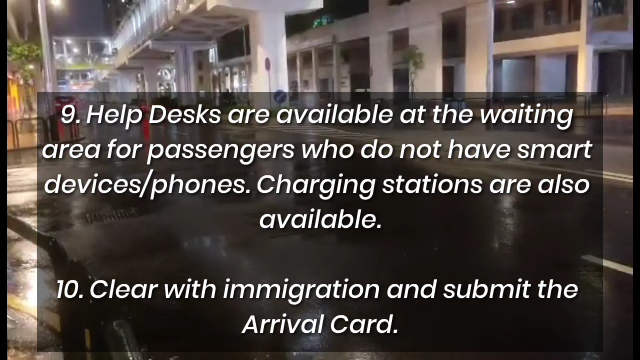 9. Help Desks are available at the waiting
area for passengers who do not have smart
devices/phones. Charging stations are also
available.
10. Clear with immigration and submit the
Arrival Card.